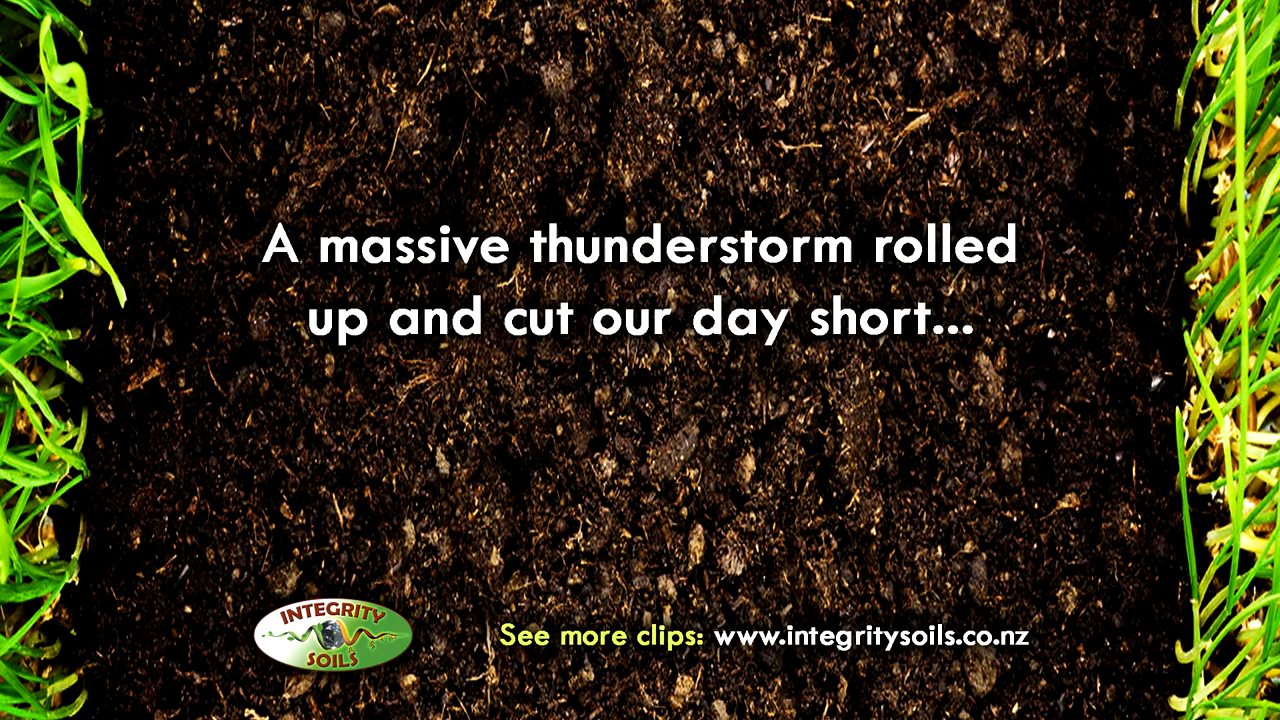 A massive thunderstorm rolled
up and cut our day short...
INTEGRITY
SOILS
See more clips: www.integritysoils.co.nz